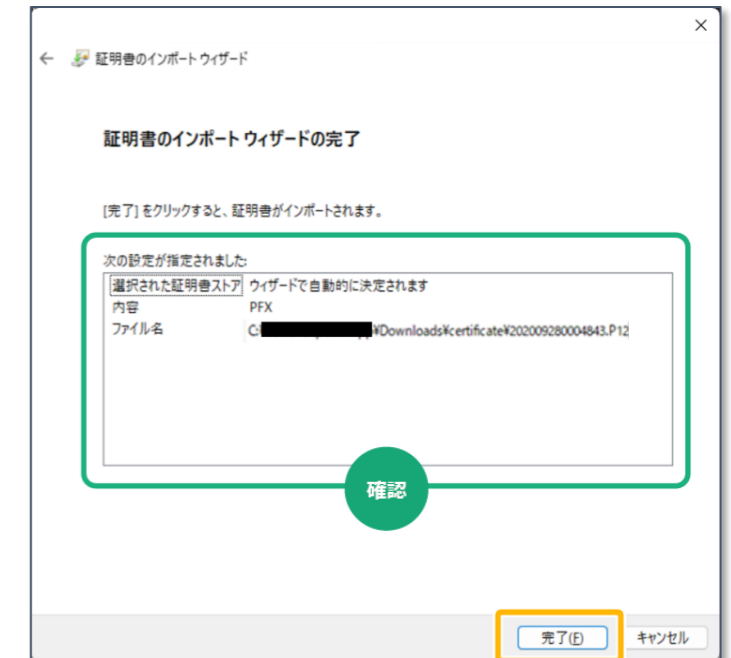 証明書のインポート ウィザード
証明書のインポート ウィザードの完了
[完了] をクリックすると、証明書がインポートされます。
次の設定が指定されました:
選択された証明書ストア ウィザードで自動的に決定されます
内容 PFX
ファイル名 C:¥Downloads¥certificate¥202009280004843.P12
確認
完了(F) キャンセル